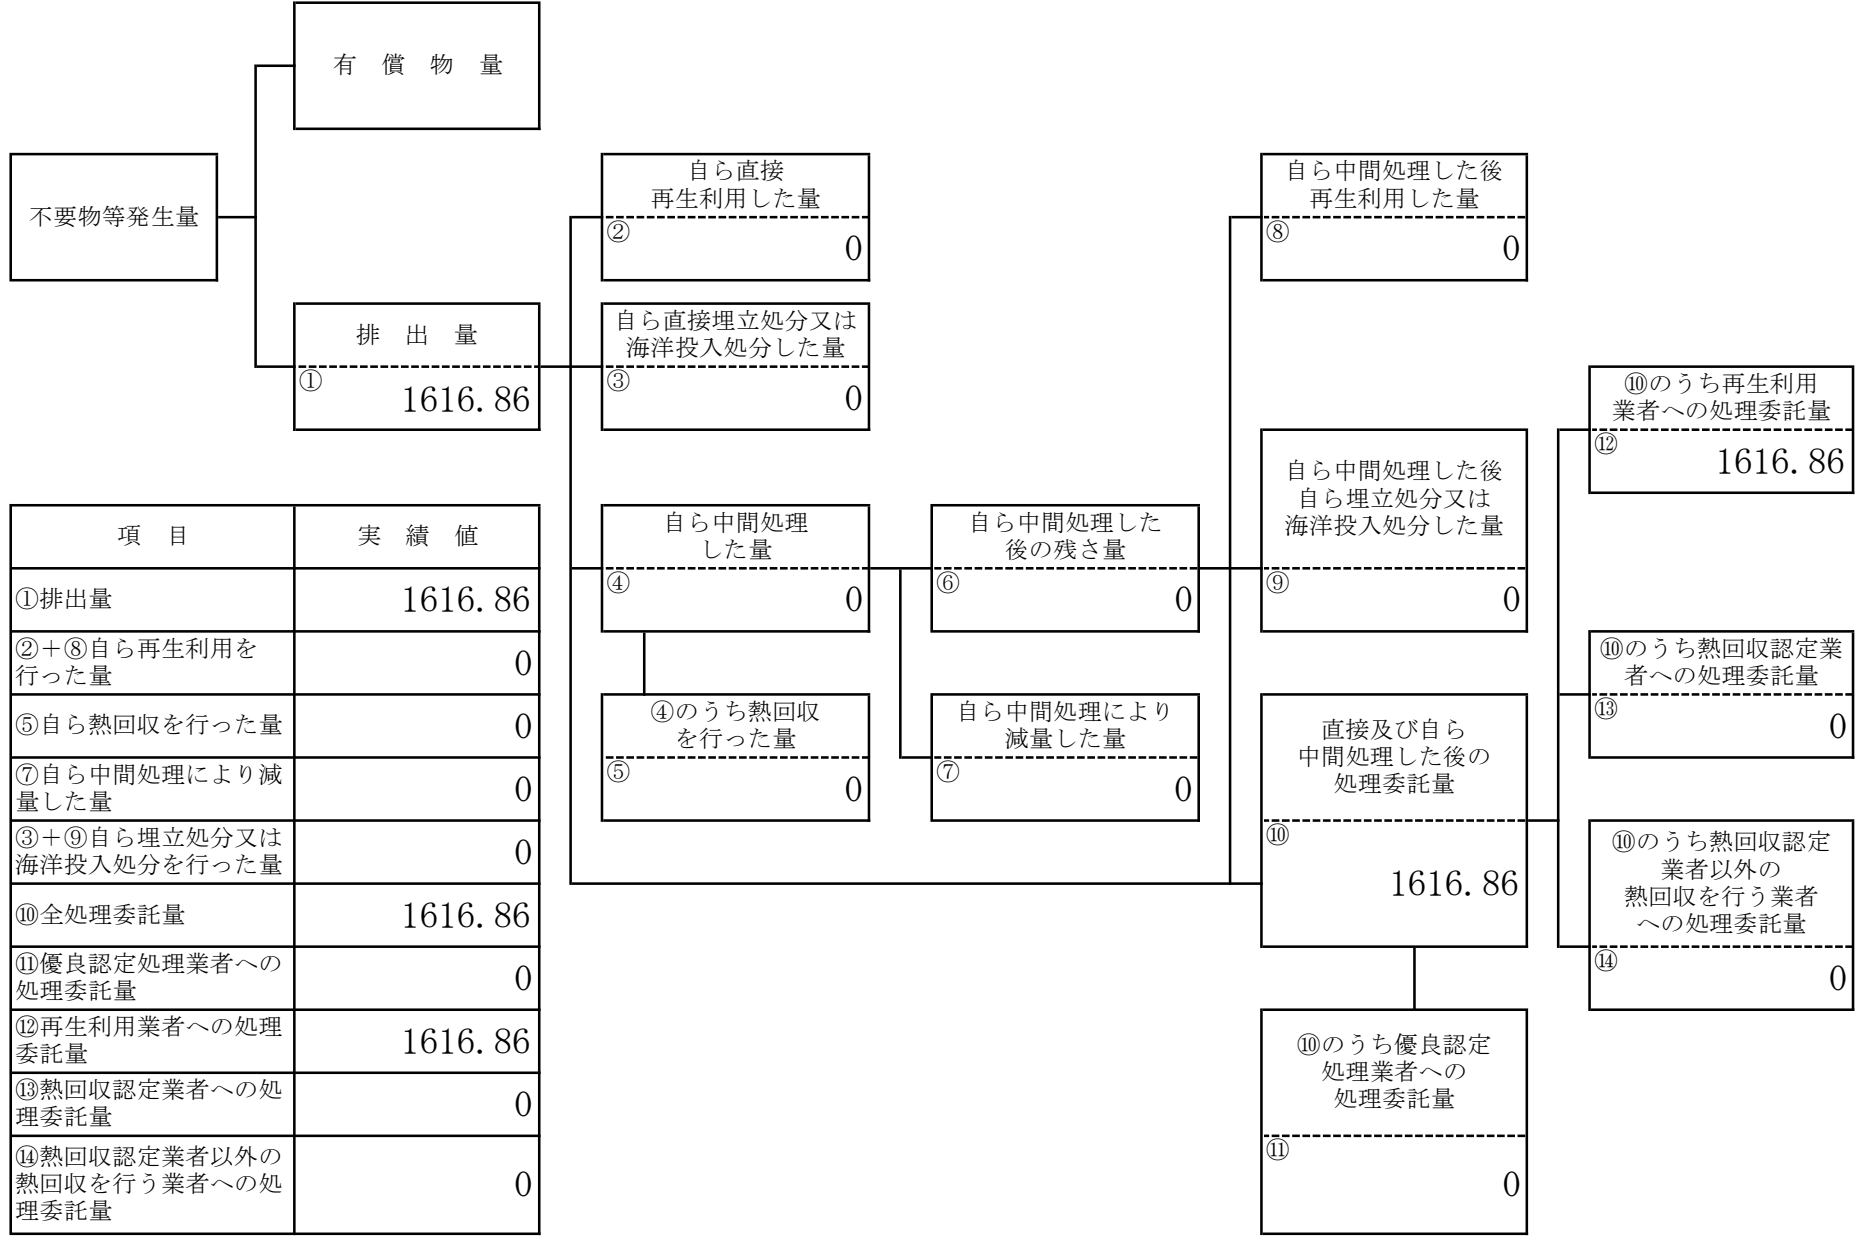 有　償　物　量
不要物等発生量
排　出　量
①
1616.86
自ら直接
再生利用した量
②
0
自ら直接埋立処分又は
海洋投入処分した量
③
0
自ら中間処理
した量
④
0
④のうち熱回収
を行った量
⑤
0
自ら中間処理した
後の残さ量
⑥
0
自ら中間処理により
減量した量
⑦
0
自ら中間処理した後
再生利用した量
⑧
0
自ら中間処理した後
自ら埋立処分又は
海洋投入処分した量
⑨
0
直接及び自ら
中間処理した後の
処理委託量
⑩
1616.86
⑩のうち優良認定
処理業者への
処理委託量
⑪
0
⑩のうち再生利用
業者への処理委託量
⑫
1616.86
⑩のうち熱回収認定業
者への処理委託量
⑬
0
⑩のうち熱回収認定
業者以外の
熱回収を行う業者
への処理委託量
⑭
0
項　目
実　績　値
①排出量
1616.86
②＋⑧自ら再生利用を
行った量
0
⑤自ら熱回収を行った量
0
⑦自ら中間処理により減
量した量
0
③＋⑨自ら埋立処分又は
海洋投入処分を行った量
0
⑩全処理委託量
1616.86
⑪優良認定処理業者への
処理委託量
0
⑫再生利用業者への処理
委託量
1616.86
⑬熱回収認定業者への処
理委託量
0
⑭熱回収認定業者以外の
熱回収を行う業者への処
理委託量
0